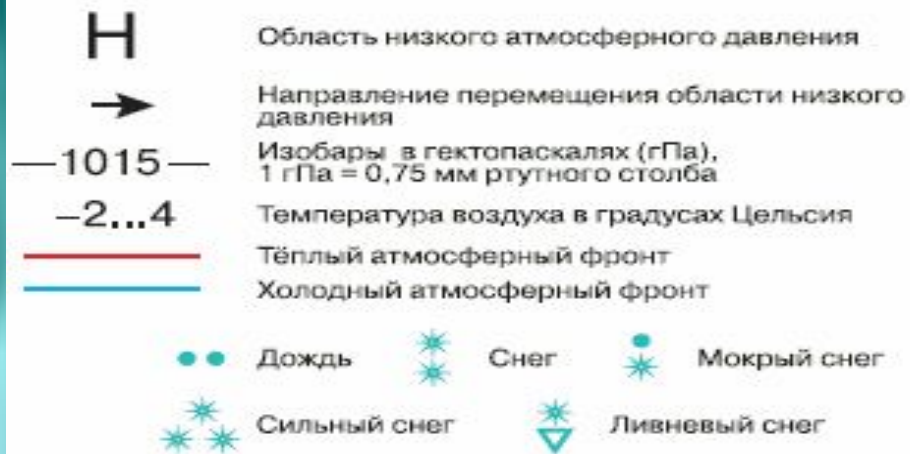 Н Область низкого атмосферного давления
Направление перемещения области низкого
давления
—1015— Изобары в гектопаскалях (гПа),
1 гПа = 0,75 мм ртутного столба
–2...4 Температура воздуха в градусах Цельсия
Тёплый атмосферный фронт
Холодный атмосферный фронт
Дождь Снег Мокрый снег
Сильный снег Ливневый снег